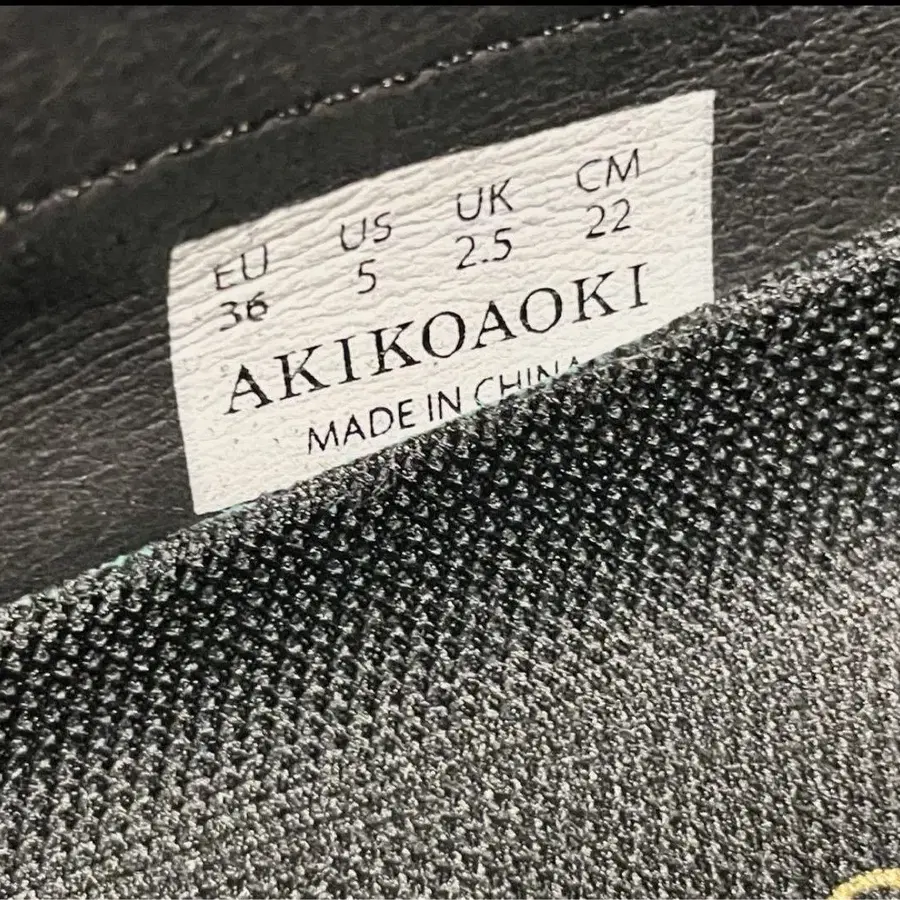 EU US UK CM
36 5 2.5 22
AKIKOAOKI
MADE IN CHINA